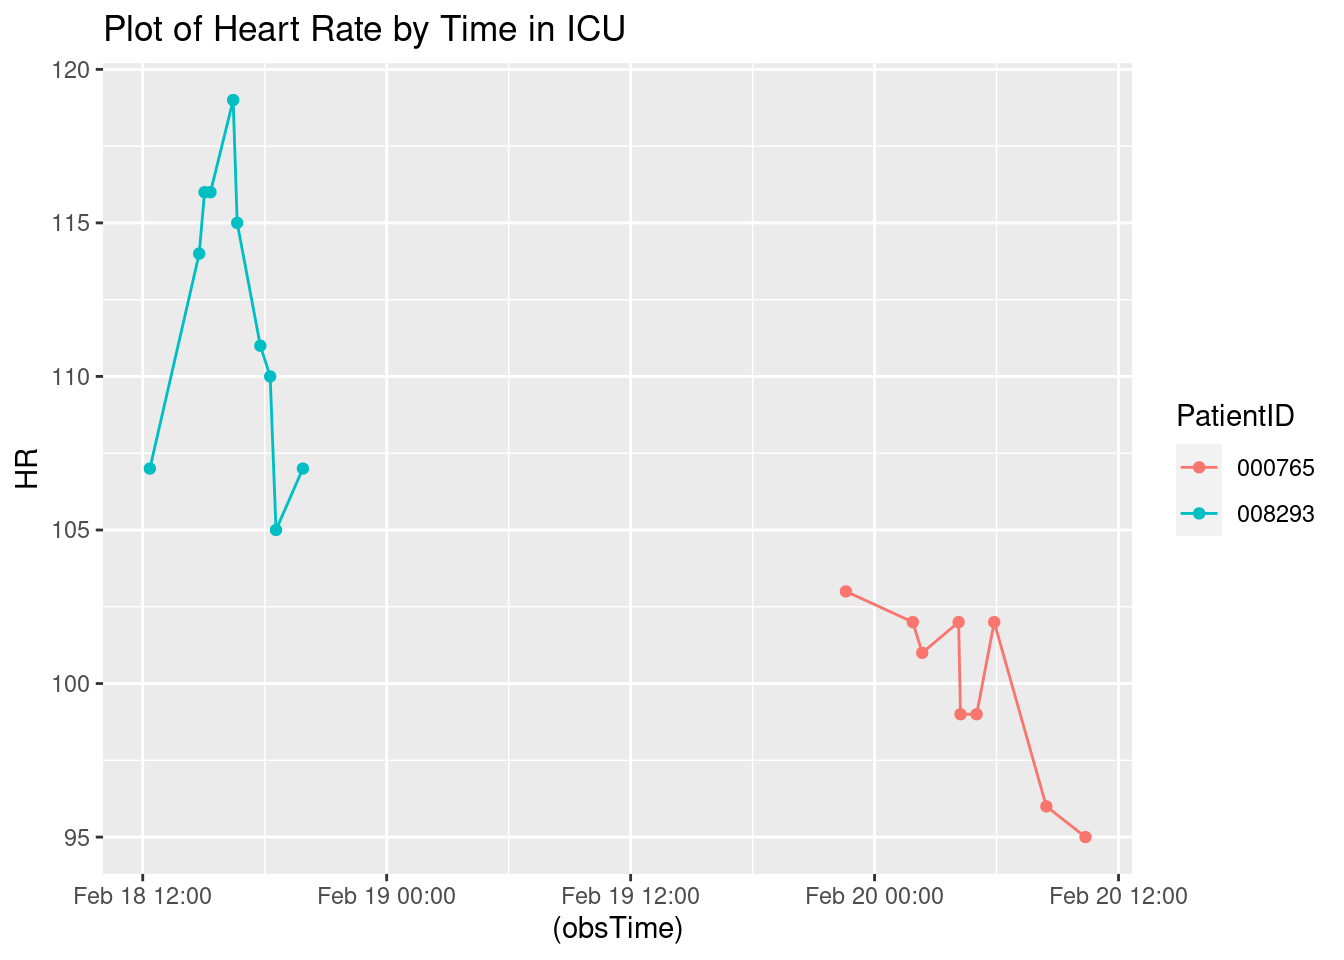 Plot of Heart Rate by Time in ICU
120
115
110
105
100
95
HR
Feb 18 12:00
Feb 19 00:00
Feb 19 12:00
Feb 20 00:00
Feb 20 12:00
(obsTime)
PatientID
000765
008293